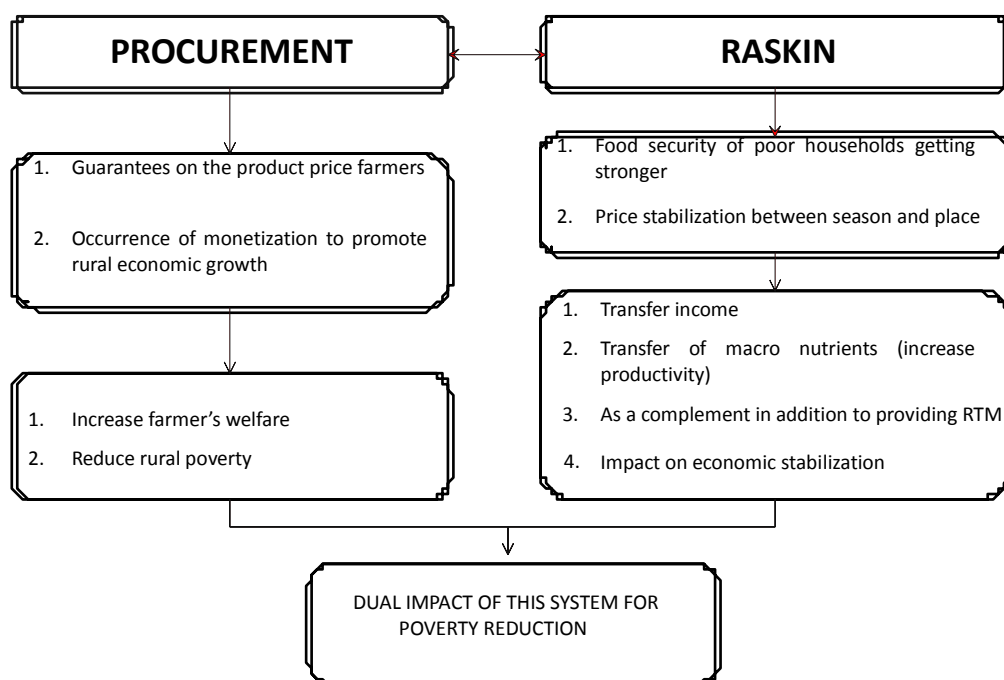 PROCUREMENT
RASKIN
1. Guarantees on the product price farmers
2. Occurrence of monetization to promote
rural economic growth
1. Food security of poor households getting
stronger
2. Price stabilization between season and place
1. Increase farmer’s welfare
2. Reduce rural poverty
1. Transfer income
2. Transfer of macro nutrients (increase
productivity)
3. As a complement in addition to providing RTM
4. Impact on economic stabilization
DUAL IMPACT OF THIS SYSTEM FOR
POVERTY REDUCTION